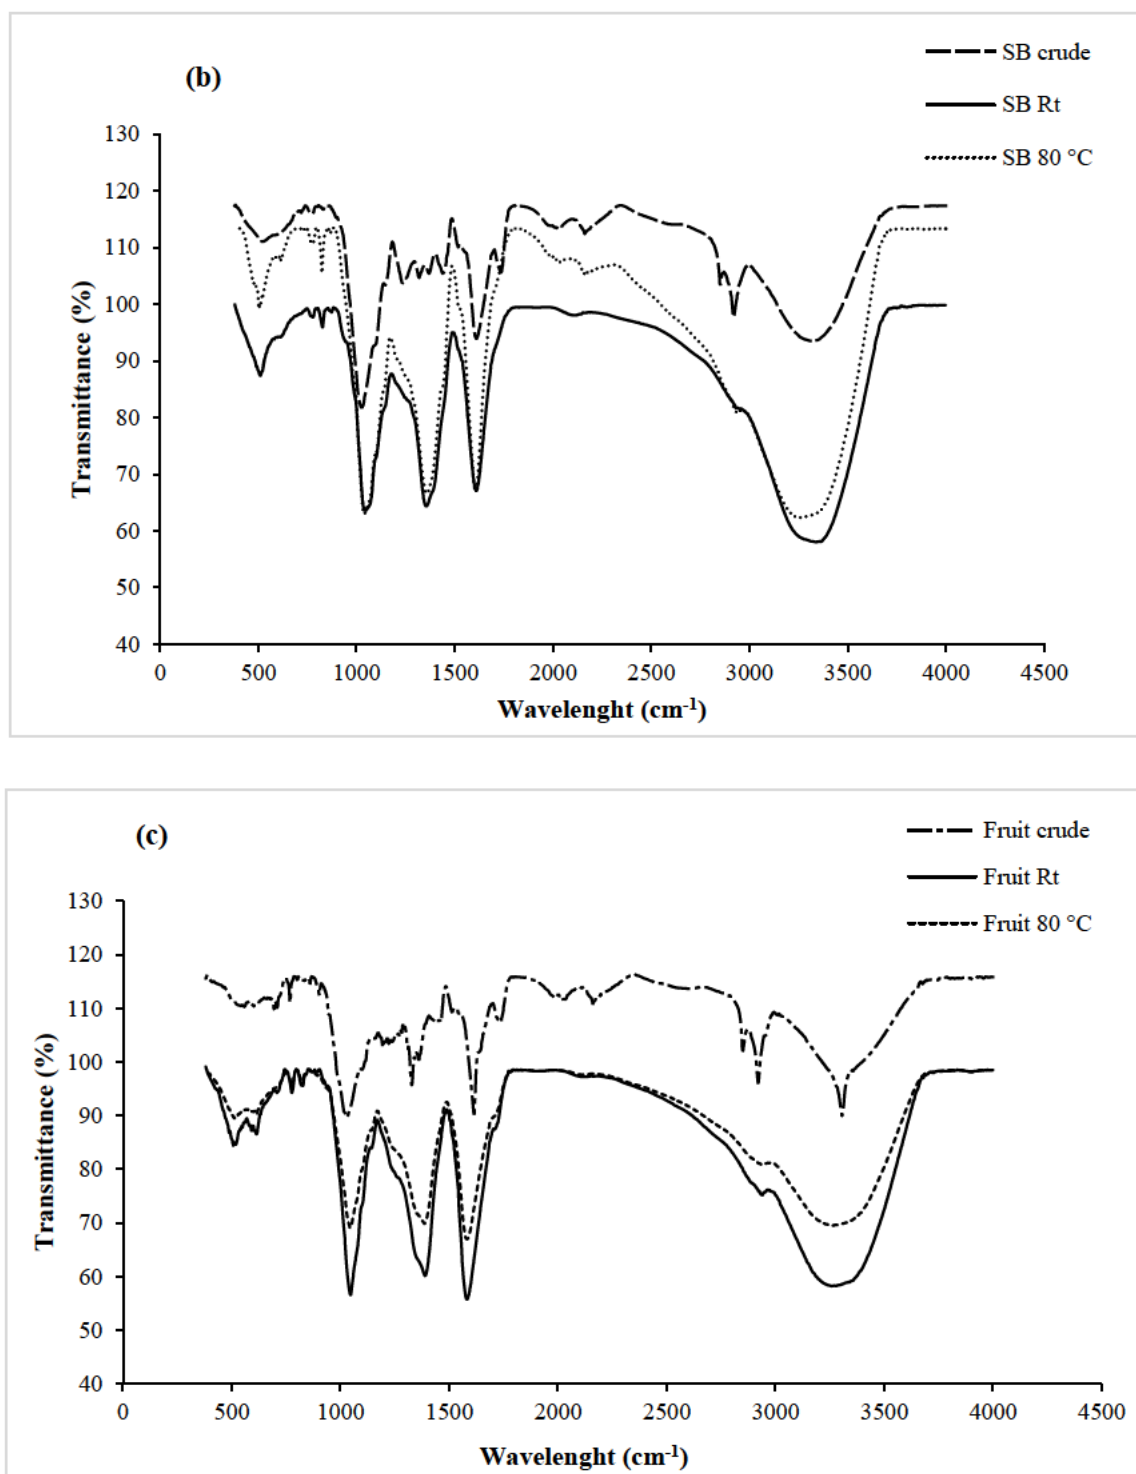 (b)
SB crude
SB Rt
SB 80 °C
130
120
110
100
90
80
70
60
50
40
Transmittance (%)
0 500 1000 1500 2000 2500 3000 3500 4000 4500
Wavelenght (cm-1)
(c)
Fruit crude
Fruit Rt
Fruit 80 °C
130
120
110
100
90
80
70
60
50
40
Transmittance (%)
0 500 1000 1500 2000 2500 3000 3500 4000 4500
Wavelenght (cm-1)